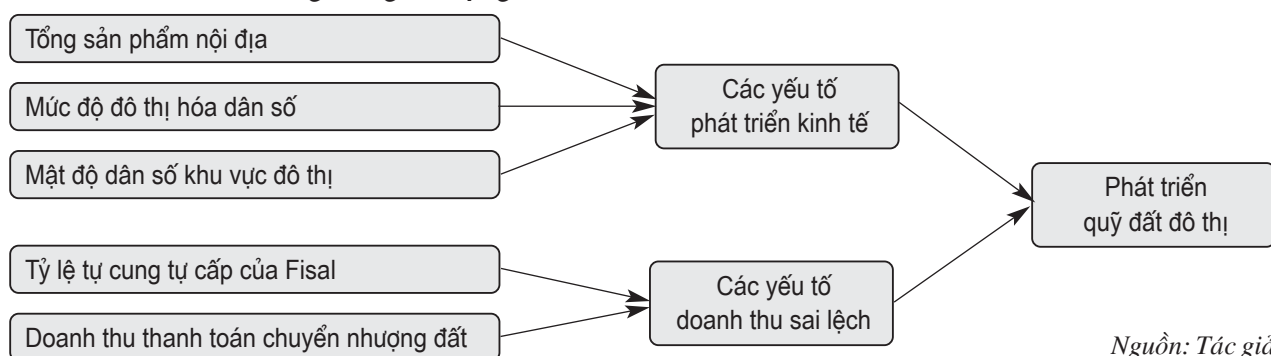 Tổng sản phẩm nội địa
Mức độ đô thị hóa dân số
Mật độ dân số khu vực đô thị
Các yếu tố
phát triển kinh tế
Phát triển
quỹ đất đô thị
Tỷ lệ tự cung tự cấp của Fisal
Doanh thu thanh toán chuyển nhượng đất
Các yếu tố
doanh thu sai lệch
Nguồn: Tác giả